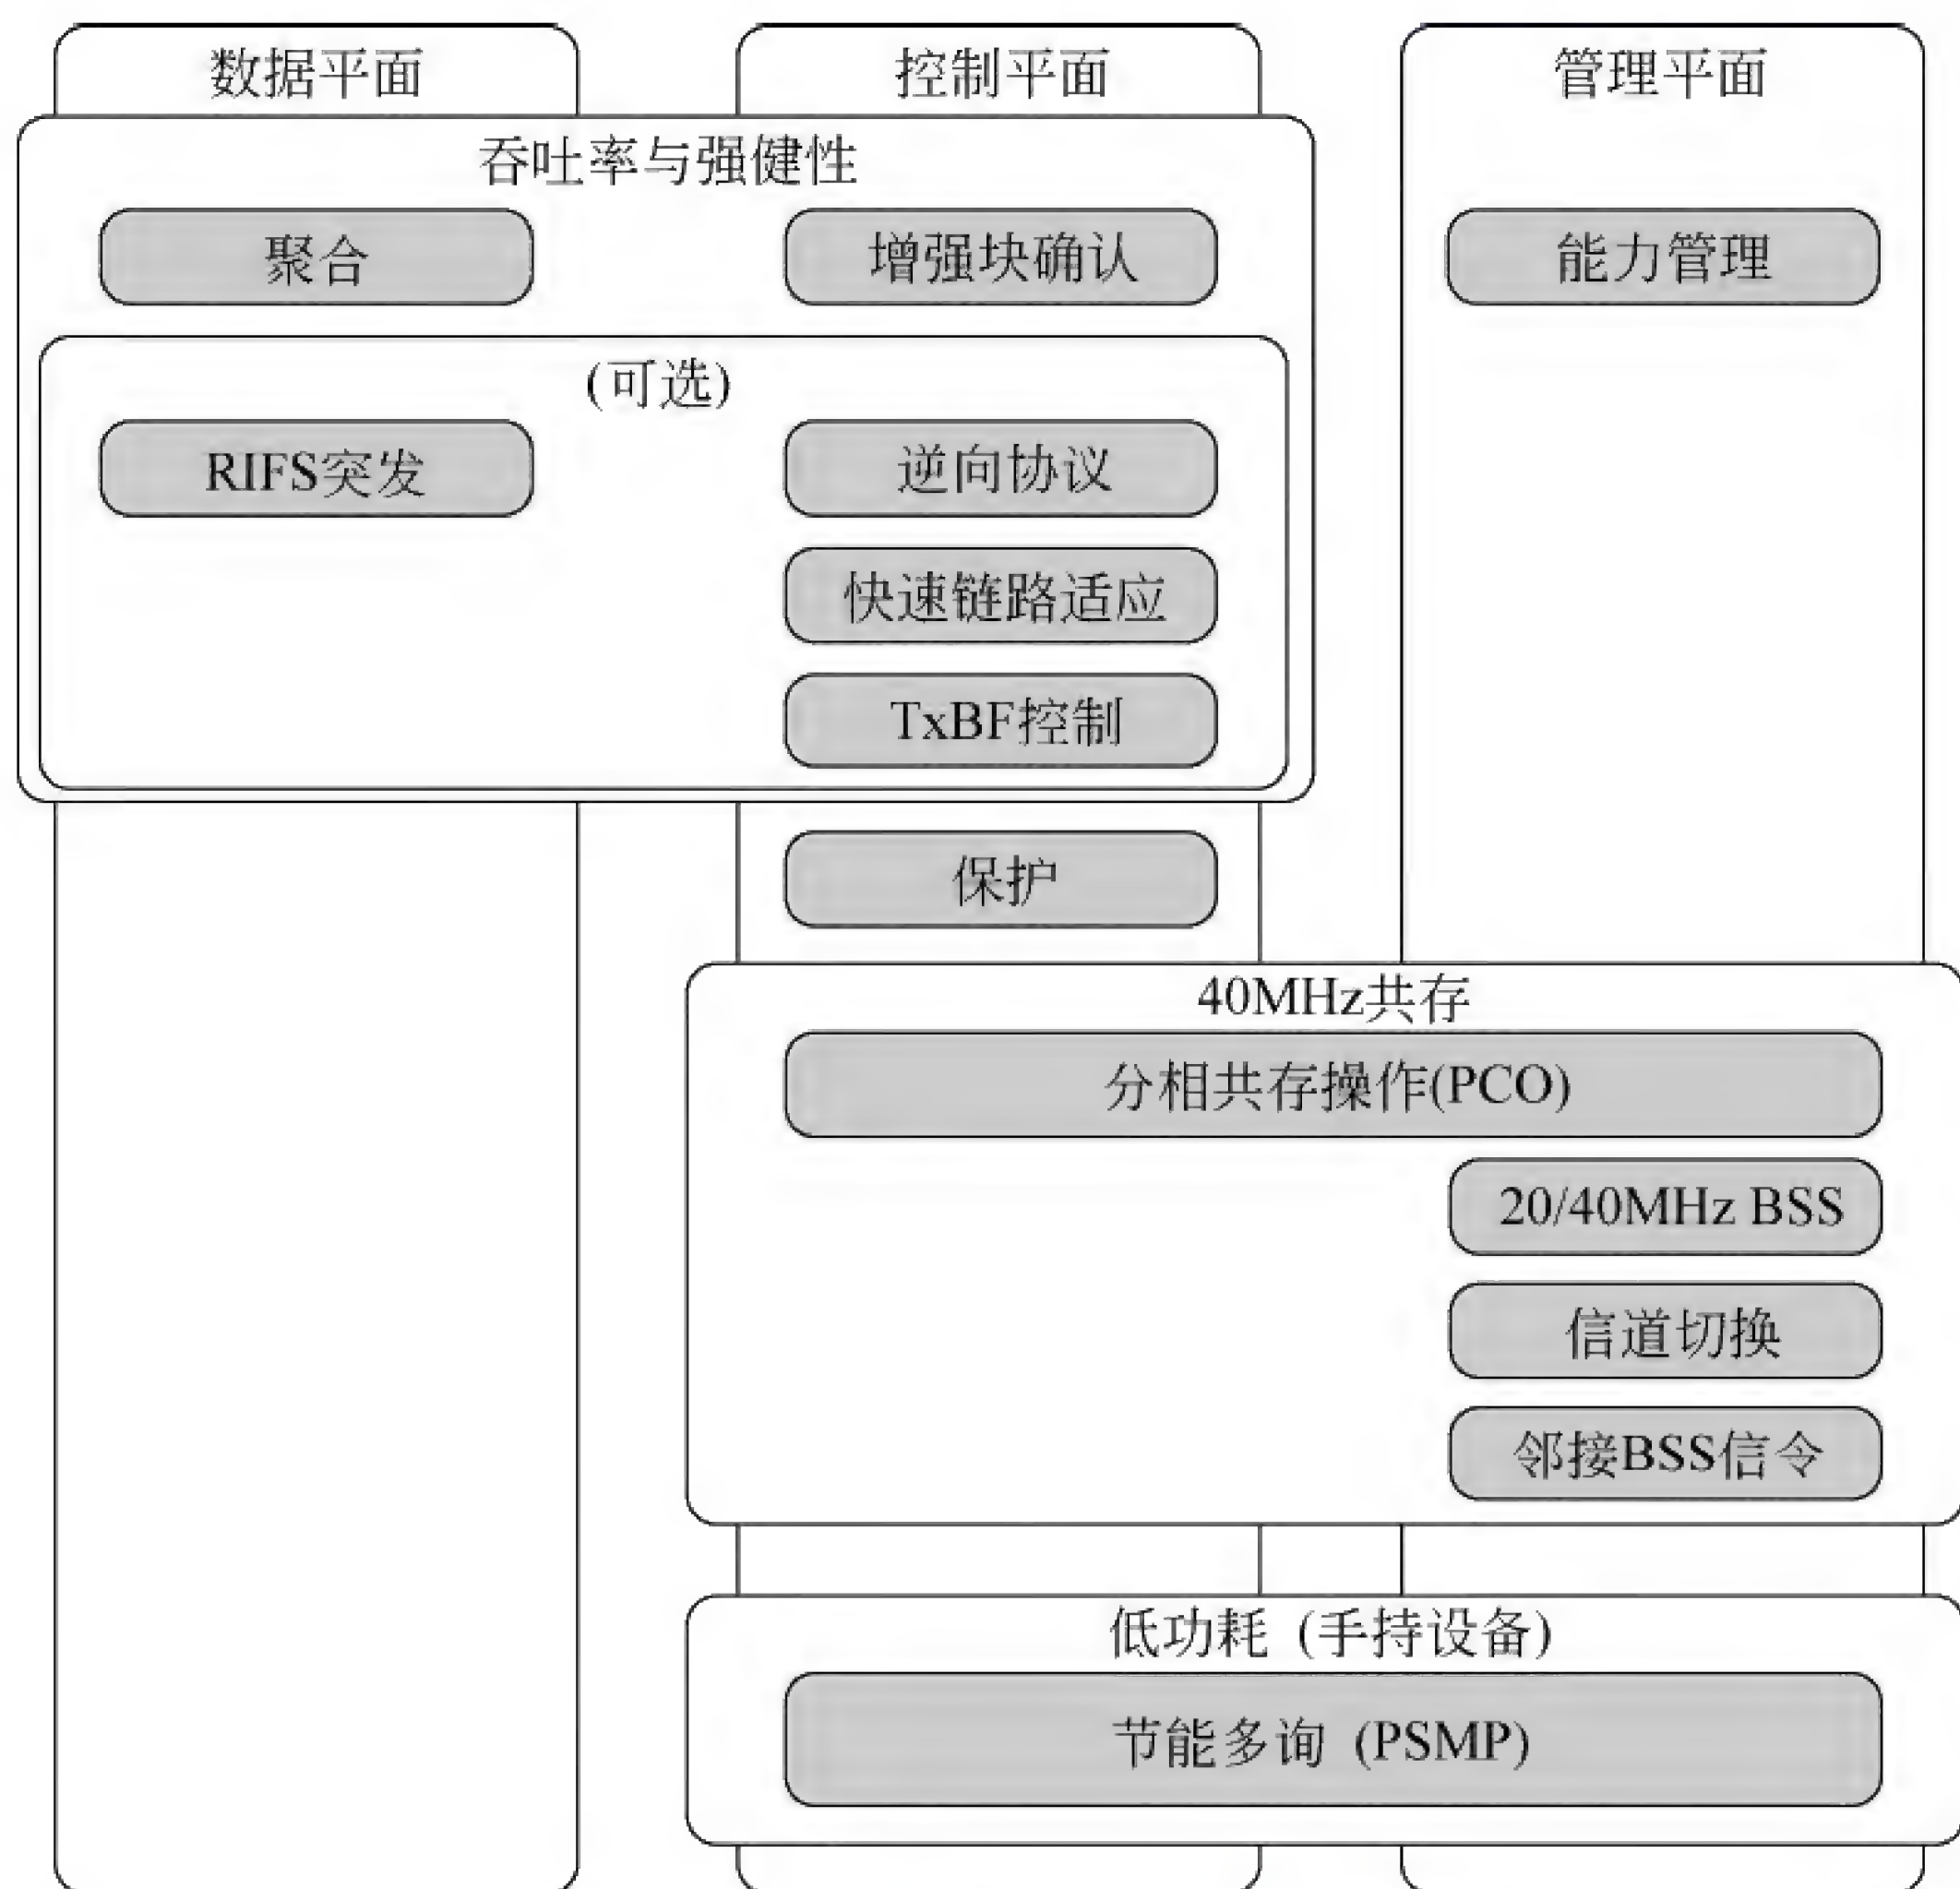 数据平面
控制平面
管理平面
吞吐率与强健性
聚合
增强块确认
能力管理
(可选)
RIFS突发
逆向协议
快速链路适应
TxBF控制
保护
40MHz共存
分相共存操作(PCO)
20/40MHz BSS
信道切换
邻接BSS信令
低功耗 (手持设备)
节能多询 (PSMP)